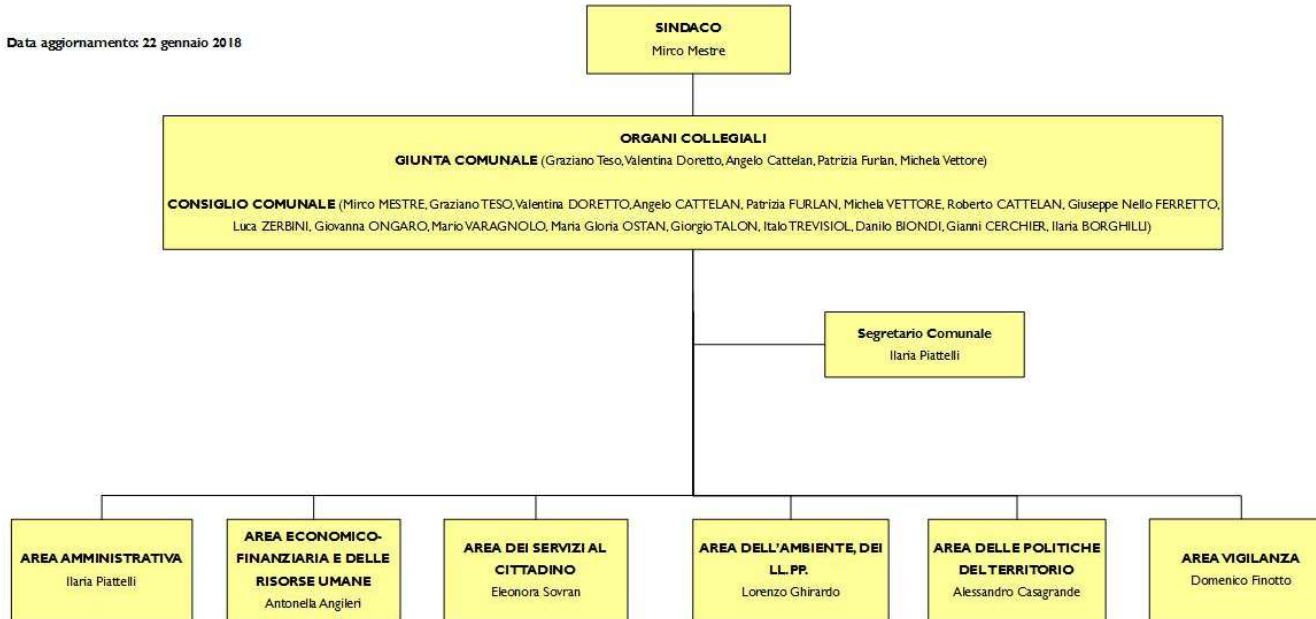 Data aggiornamento: 22 gennaio 2018
SINDACO
Mirco Mestre
ORGANI COLLEGIALI
GIUNTA COMUNALE (Graziano Teso, Valentina Doretto, Angelo Cattelan, Patrizia Furlan, Michela Vettore)
CONSIGLIO COMUNALE (Mirco MESTRE, Graziano TESO, Valentina DORETTO, Angelo CATTELAN, Patrizia FURLAN, Michela VETTORE, Roberto CATTELAN, Giuseppe Nello FERRETTO,
Luca ZERBINI, Giovanna ONGARO, Mario VARAGNOLO, Maria Gloria OSTAN, Giorgio TALON, Italo TREVISIOL, Danilo BIONDI, Gianni CERCHIER, Ilaria BORGHILLI)
Segretario Comunale
Ilaria Piattelli
AREA AMMINISTRATIVA
Ilaria Piattelli
AREA ECONOMICO-
FINANZIARIA E DELLE
RISORSE UMANE
Antonella Angileri
AREA DEI SERVIZI AL
CITTADINO
Eleonora Sovran
AREA DELL'AMBIENTE, DEI
LL. PP.
Lorenzo Ghirardo
AREA DELLE POLITICHE
DEL TERRITORIO
Alessandro Casagrande
AREA VIGILANZA
Domenico Finotto